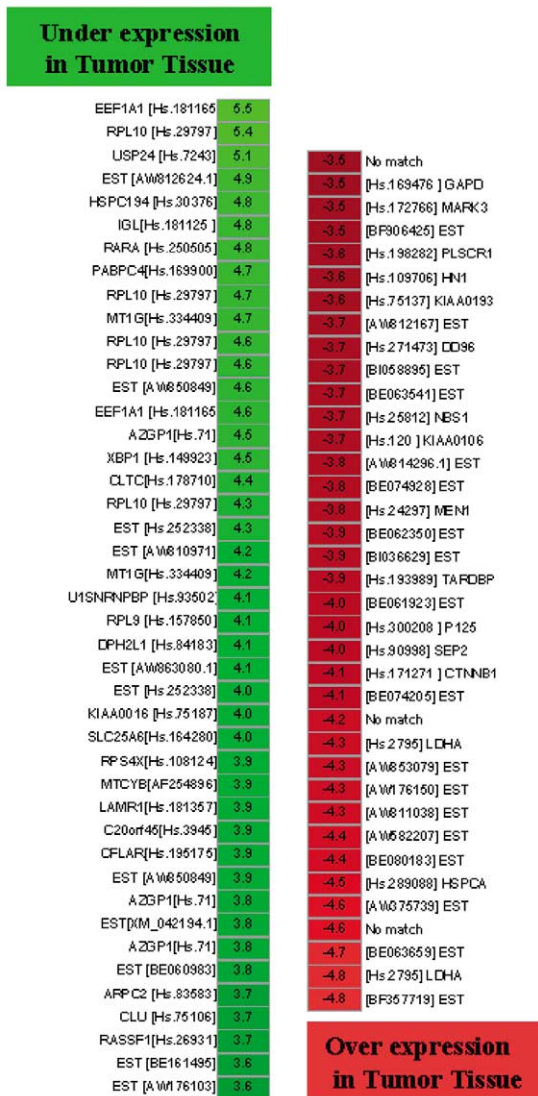 Under expression
in Tumor Tissue
EEF1A1 [Hs.181165 5.5
RPL10 [Hs.29797] 5.4
USP24 [Hs.7243] 5.1
EST [AW812624.1] 4.9
HSPC194 [Hs.30376] 4.8
IGL[Hs.181125 ] 4.8
RARA [Hs.250505] 4.8
PABPC4[Hs.169900] 4.7
RPL10 [Hs.29797] 4.7
MT1G[Hs.334409] 4.7
RPL10 [Hs.29797] 4.6
RPL10 [Hs.29797] 4.6
EST [AW850849] 4.6
EEF1A1 [Hs.181165 4.6
AZGP1[Hs.71] 4.5
XBP1 [Hs.149923] 4.5
CLTC[Hs.178710] 4.4
RPL10 [Hs.29797] 4.3
EST [Hs.252338] 4.3
EST [AW810971] 4.2
MT1G[Hs.334409] 4.2
U1SNRNPBP [Hs.93502] 4.1
RPL9 [Hs.157850] 4.1
DPH2L1 [Hs.84183] 4.1
EST [AW863080.1] 4.1
EST [Hs.252338] 4.0
KIAA0016 [Hs.75187] 4.0
SLC25A6[Hs.164280] 4.0
RPS4X[Hs.108124] 3.9
MTCYB[AF254896] 3.9
LAMR1[Hs.181357] 3.9
C20orf45[Hs.3945] 3.9
CFLAR[Hs.195175] 3.9
EST [AW850849] 3.9
AZGP1[Hs.71] 3.8
EST[XM_042194.1] 3.8
AZGP1[Hs.71] 3.8
EST [BE060983] 3.8
ARPC2 [Hs.83583] 3.7
CLU [Hs.75106] 3.7
RASSF1[Hs.26931] 3.7
EST [BE161495] 3.6
EST [AW176103] 3.6
-3.5 No match
-3.5 [Hs.169476 ] GAPD
-3.5 [Hs.172766] MARK3
-3.5 [BF906425] EST
-3.6 [Hs.198282] PLSCR1
-3.6 [Hs.109706] HN1
-3.6 [Hs.75137] KIAA0193
-3.7 [AW812167] EST
-3.7 [Hs.271473] DD96
-3.7 [BI058895] EST
-3.7 [BE063541] EST
-3.7 [Hs.25812] NBS1
-3.7 [Hs.120 ] KIAA0106
-3.8 [AW814296.1] EST
-3.8 [BE074928] EST
-3.8 [Hs.24297] MEN1
-3.9 [BE062350] EST
-3.9 [BI036629] EST
-3.9 [Hs.193989] TARDBP
-4.0 [BE061923] EST
-4.0 [Hs.300208 ] P125
-4.0 [Hs.90998] SEP2
-4.1 [Hs.171271 ] CTNNB1
-4.1 [BE074205] EST
-4.2 No match
-4.3 [Hs.2795] LDHA
-4.3 [AW853079] EST
-4.3 [AW176150] EST
-4.3 [AW811038] EST
-4.4 [AW582207] EST
-4.4 [BE080183] EST
-4.5 [Hs.289088] HSPCA
-4.6 [AW375739] EST
-4.6 No match
-4.7 [BE063659] EST
-4.8 [Hs.2795] LDHA
-4.8 [BF357719] EST
Over expression
in Tumor Tissue